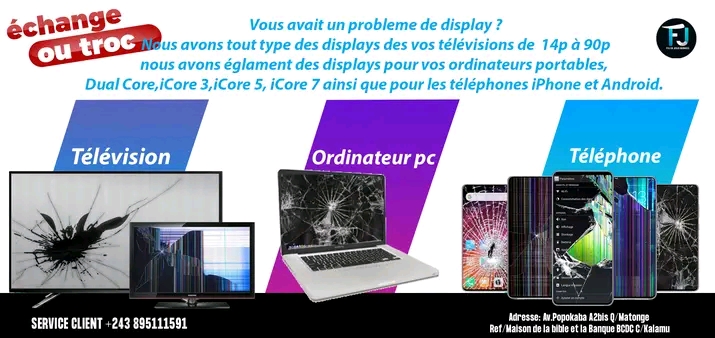 échange
ou troc
Vous avait un probleme de display ?
Nous avons tout type des displays des vos télévisions de 14p à 90p
nous avons églament des displays pour vos ordinateurs portables,
Dual Core,iCore 3,iCore 5, iCore 7 ainsi que pour les téléphones iPhone et Android.
FJ
Télévision
Ordinateur pc
Téléphone
SERVICE CLIENT +243 895111591
Adresse: Av.Popokaba A2bis Q/Matonge
Ref/Maison de la bible et la Banque BCDC C/Kalamu